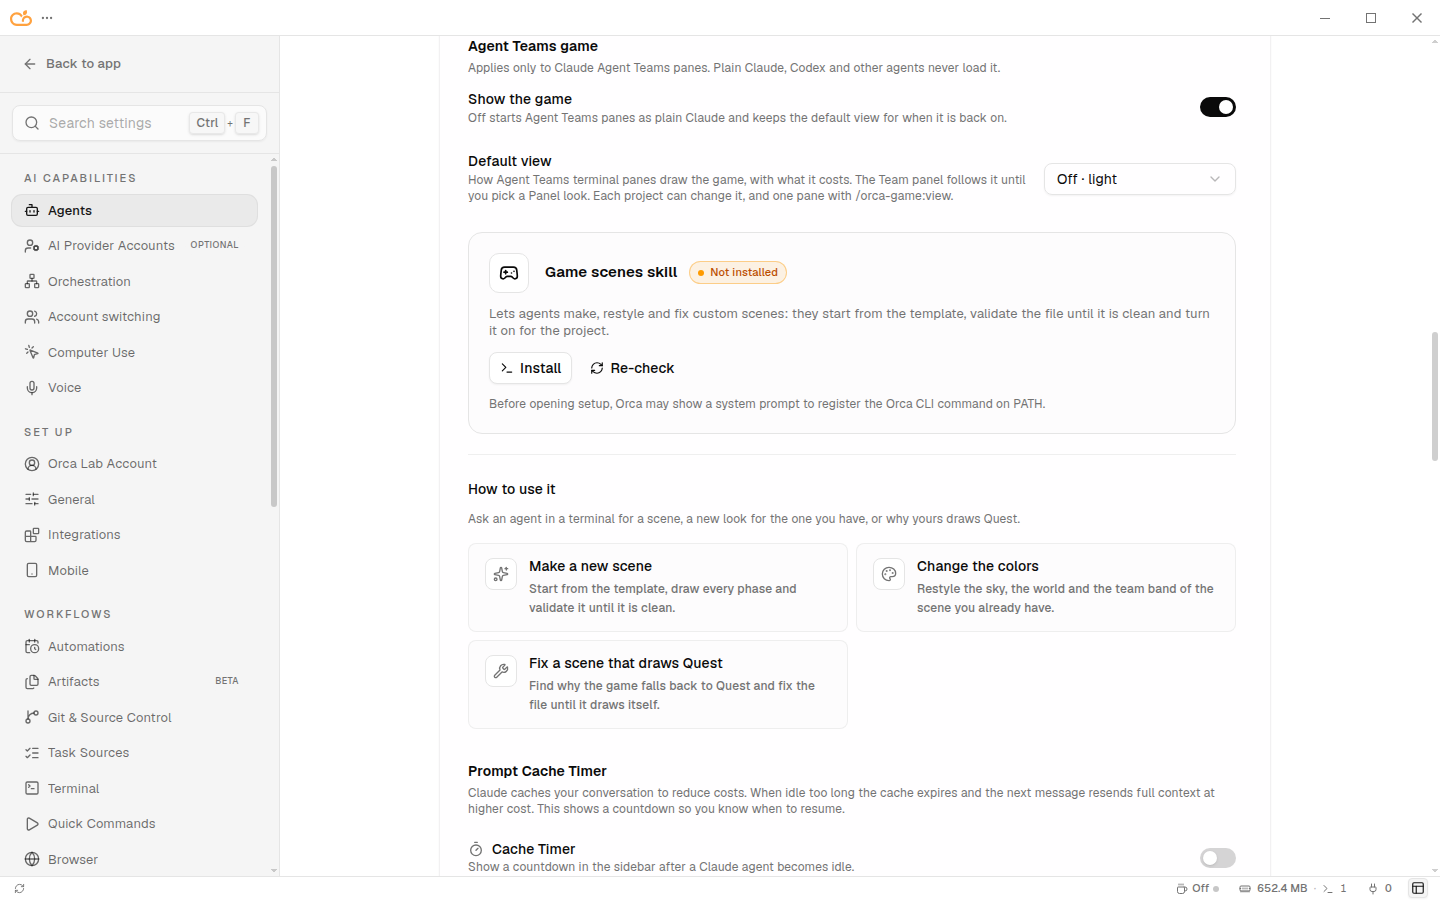 Back to app
Search settings
Ctrl + F
AI CAPABILITIES
Agents
AI Provider Accounts OPTIONAL
Orchestration
Account switching
Computer Use
Voice
SET UP
Orca Lab Account
General
Integrations
Mobile
WORKFLOWS
Automations
Artifacts BETA
Git & Source Control
Task Sources
Terminal
Quick Commands
Browser
Agent Teams game
Applies only to Claude Agent Teams panes. Plain Claude, Codex and other agents never load it.
Show the game
Off starts Agent Teams panes as plain Claude and keeps the default view for when it is back on.
Default view
How Agent Teams terminal panes draw the game, with what it costs. The Team panel follows it until
you pick a Panel look. Each project can change it, and one pane with /orca-game:view.
Off · light
Game scenes skill
Not installed
Lets agents make, restyle and fix custom scenes: they start from the template, validate the file until it is clean and turn
it on for the project.
Install
Re-check
Before opening setup, Orca may show a system prompt to register the Orca CLI command on PATH.
How to use it
Ask an agent in a terminal for a scene, a new look for the one you have, or why yours draws Quest.
Make a new scene
Start from the template, draw every phase and
validate it until it is clean.
Change the colors
Restyle the sky, the world and the team band of the
scene you already have.
Fix a scene that draws Quest
Find why the game falls back to Quest and fix the
file until it draws itself.
Prompt Cache Timer
Claude caches your conversation to reduce costs. When idle too long the cache expires and the next message resends full context at
higher cost. This shows a countdown so you know when to resume.
Cache Timer
Show a countdown in the sidebar after a Claude agent becomes idle.
Off
652.4 MB · 1
0